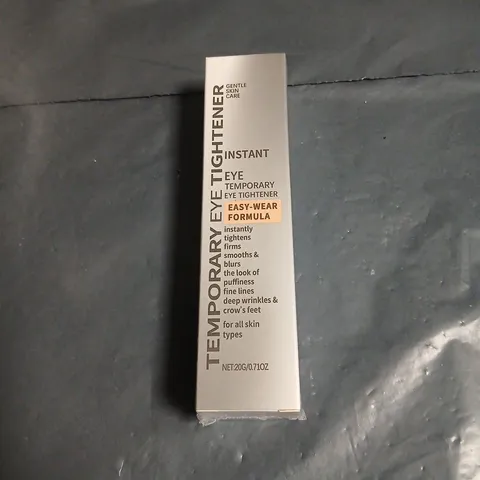 TEMPORARY EYE TIGHTENER
GENTLE
SKIN
CARE
INSTANT
EYE
TEMPORARY
EYE TIGHTENER
EASY-WEAR
FORMULA
instantly
tightens
firms
smooths &
blurs
the look of
puffiness
fine lines
deep wrinkles &
crow's feet
for all skin
types
NET:20G/0.71OZ